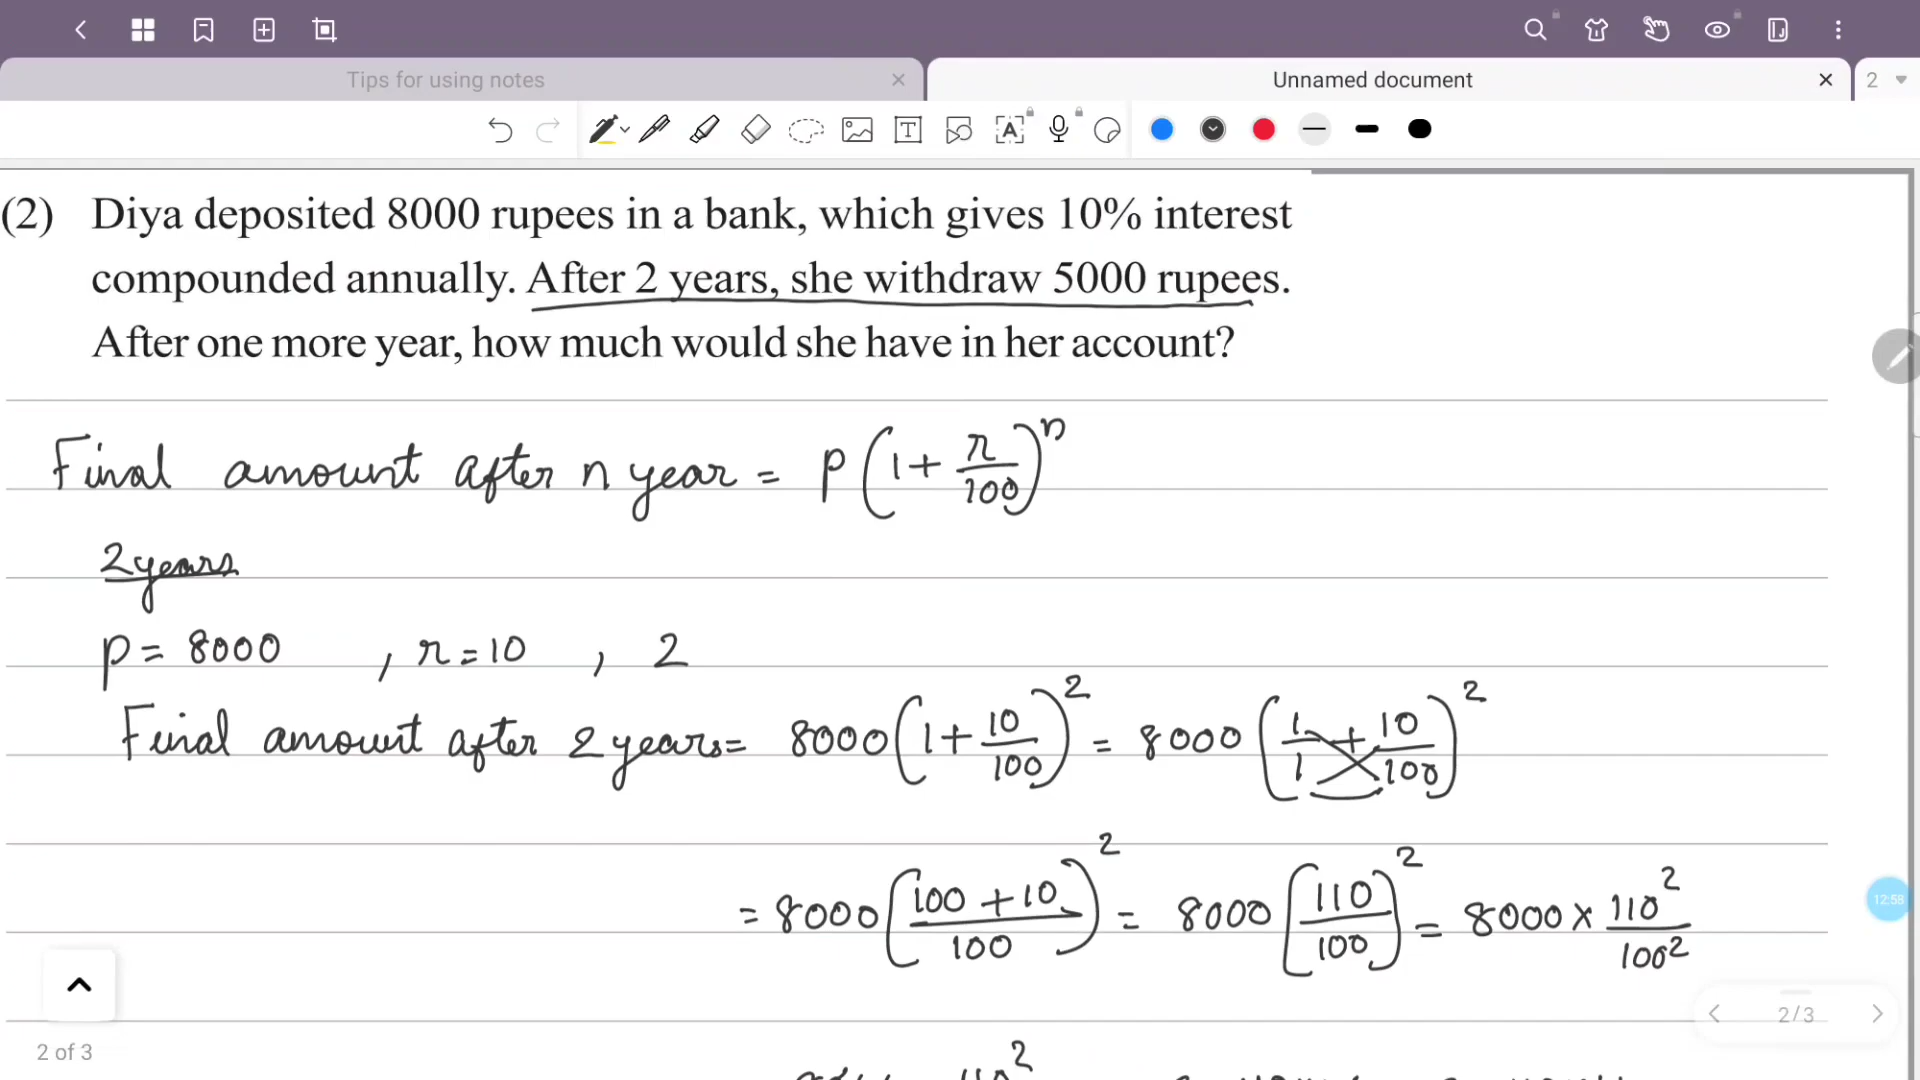 Tips for using notes
Unnamed document
2
(2) Diya deposited 8000 rupees in a bank, which gives 10% interest
compounded annually. After 2 years, she withdraw 5000 rupees.
After one more year, how much would she have in her account?
Final amount after n year = p(1 + r/100)^n
2years
p = 8000 , r = 10 , 2
Final amount after 2 years = 8000(1 + 10/100)^2 = 8000(1/1 + 10/100)^2
= 8000(100 + 10/100)^2 = 8000[110/100]^2 = 8000 × 110^2/100^2
12:58
2/3
2 of 3